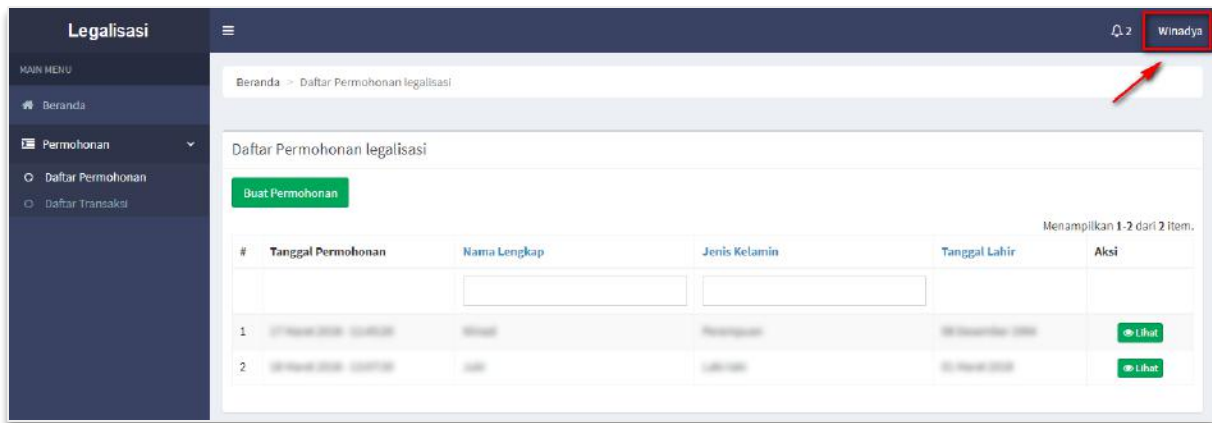 Legalisasi
2 Winadya
MAIN MENU
Beranda
Permohonan
Daftar Permohonan
Daftar Transaksi
Beranda > Daftar Permohonan legalisasi
Daftar Permohonan legalisasi
Buat Permohonan
Menampilkan 1-2 dari 2 item.
# Tanggal Permohonan Nama Lengkap Jenis Kelamin Tanggal Lahir Aksi
1 Lihat
2 Lihat